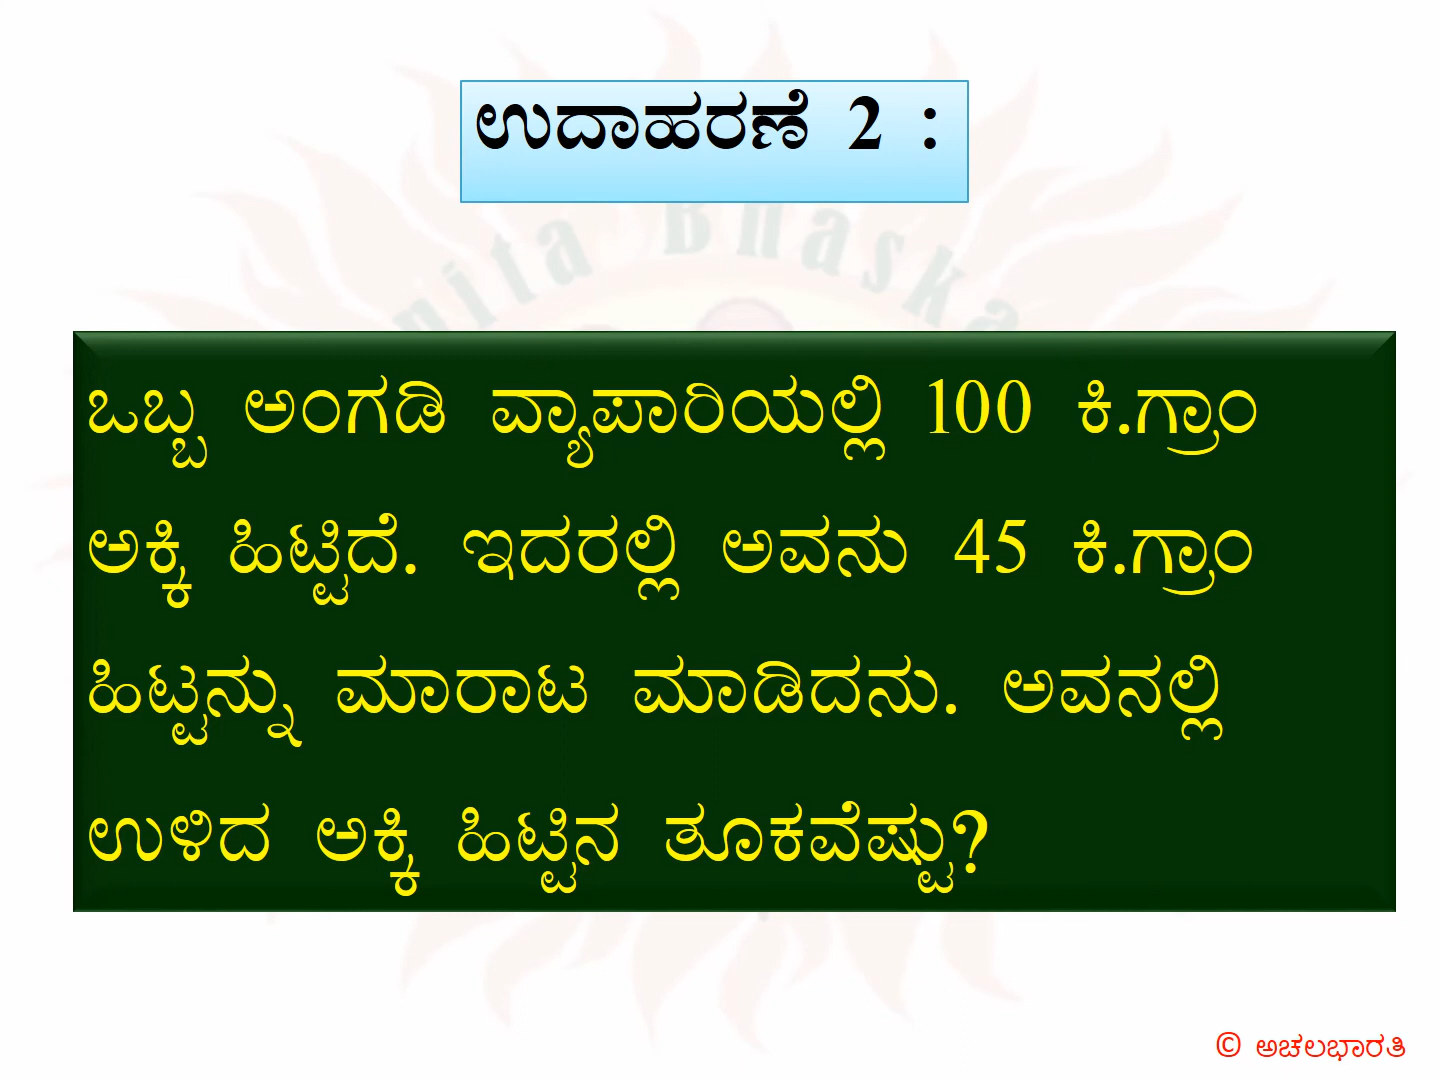 ಉದಾಹರಣೆ 2 :
ಒಬ್ಬ ಅಂಗಡಿ ವ್ಯಾಪಾರಿಯಲ್ಲಿ 100 ಕಿ.ಗ್ರಾಂ
ಅಕ್ಕಿ ಹಿಟ್ಟಿದೆ. ಇದರಲ್ಲಿ ಅವನು 45 ಕಿ.ಗ್ರಾಂ
ಹಿಟ್ಟನ್ನು ಮಾರಾಟ ಮಾಡಿದನು. ಅವನಲ್ಲಿ
ಉಳಿದ ಅಕ್ಕಿ ಹಿಟ್ಟಿನ ತೂಕವೆಷ್ಟು?
© ಅಚಲಭಾರತಿ